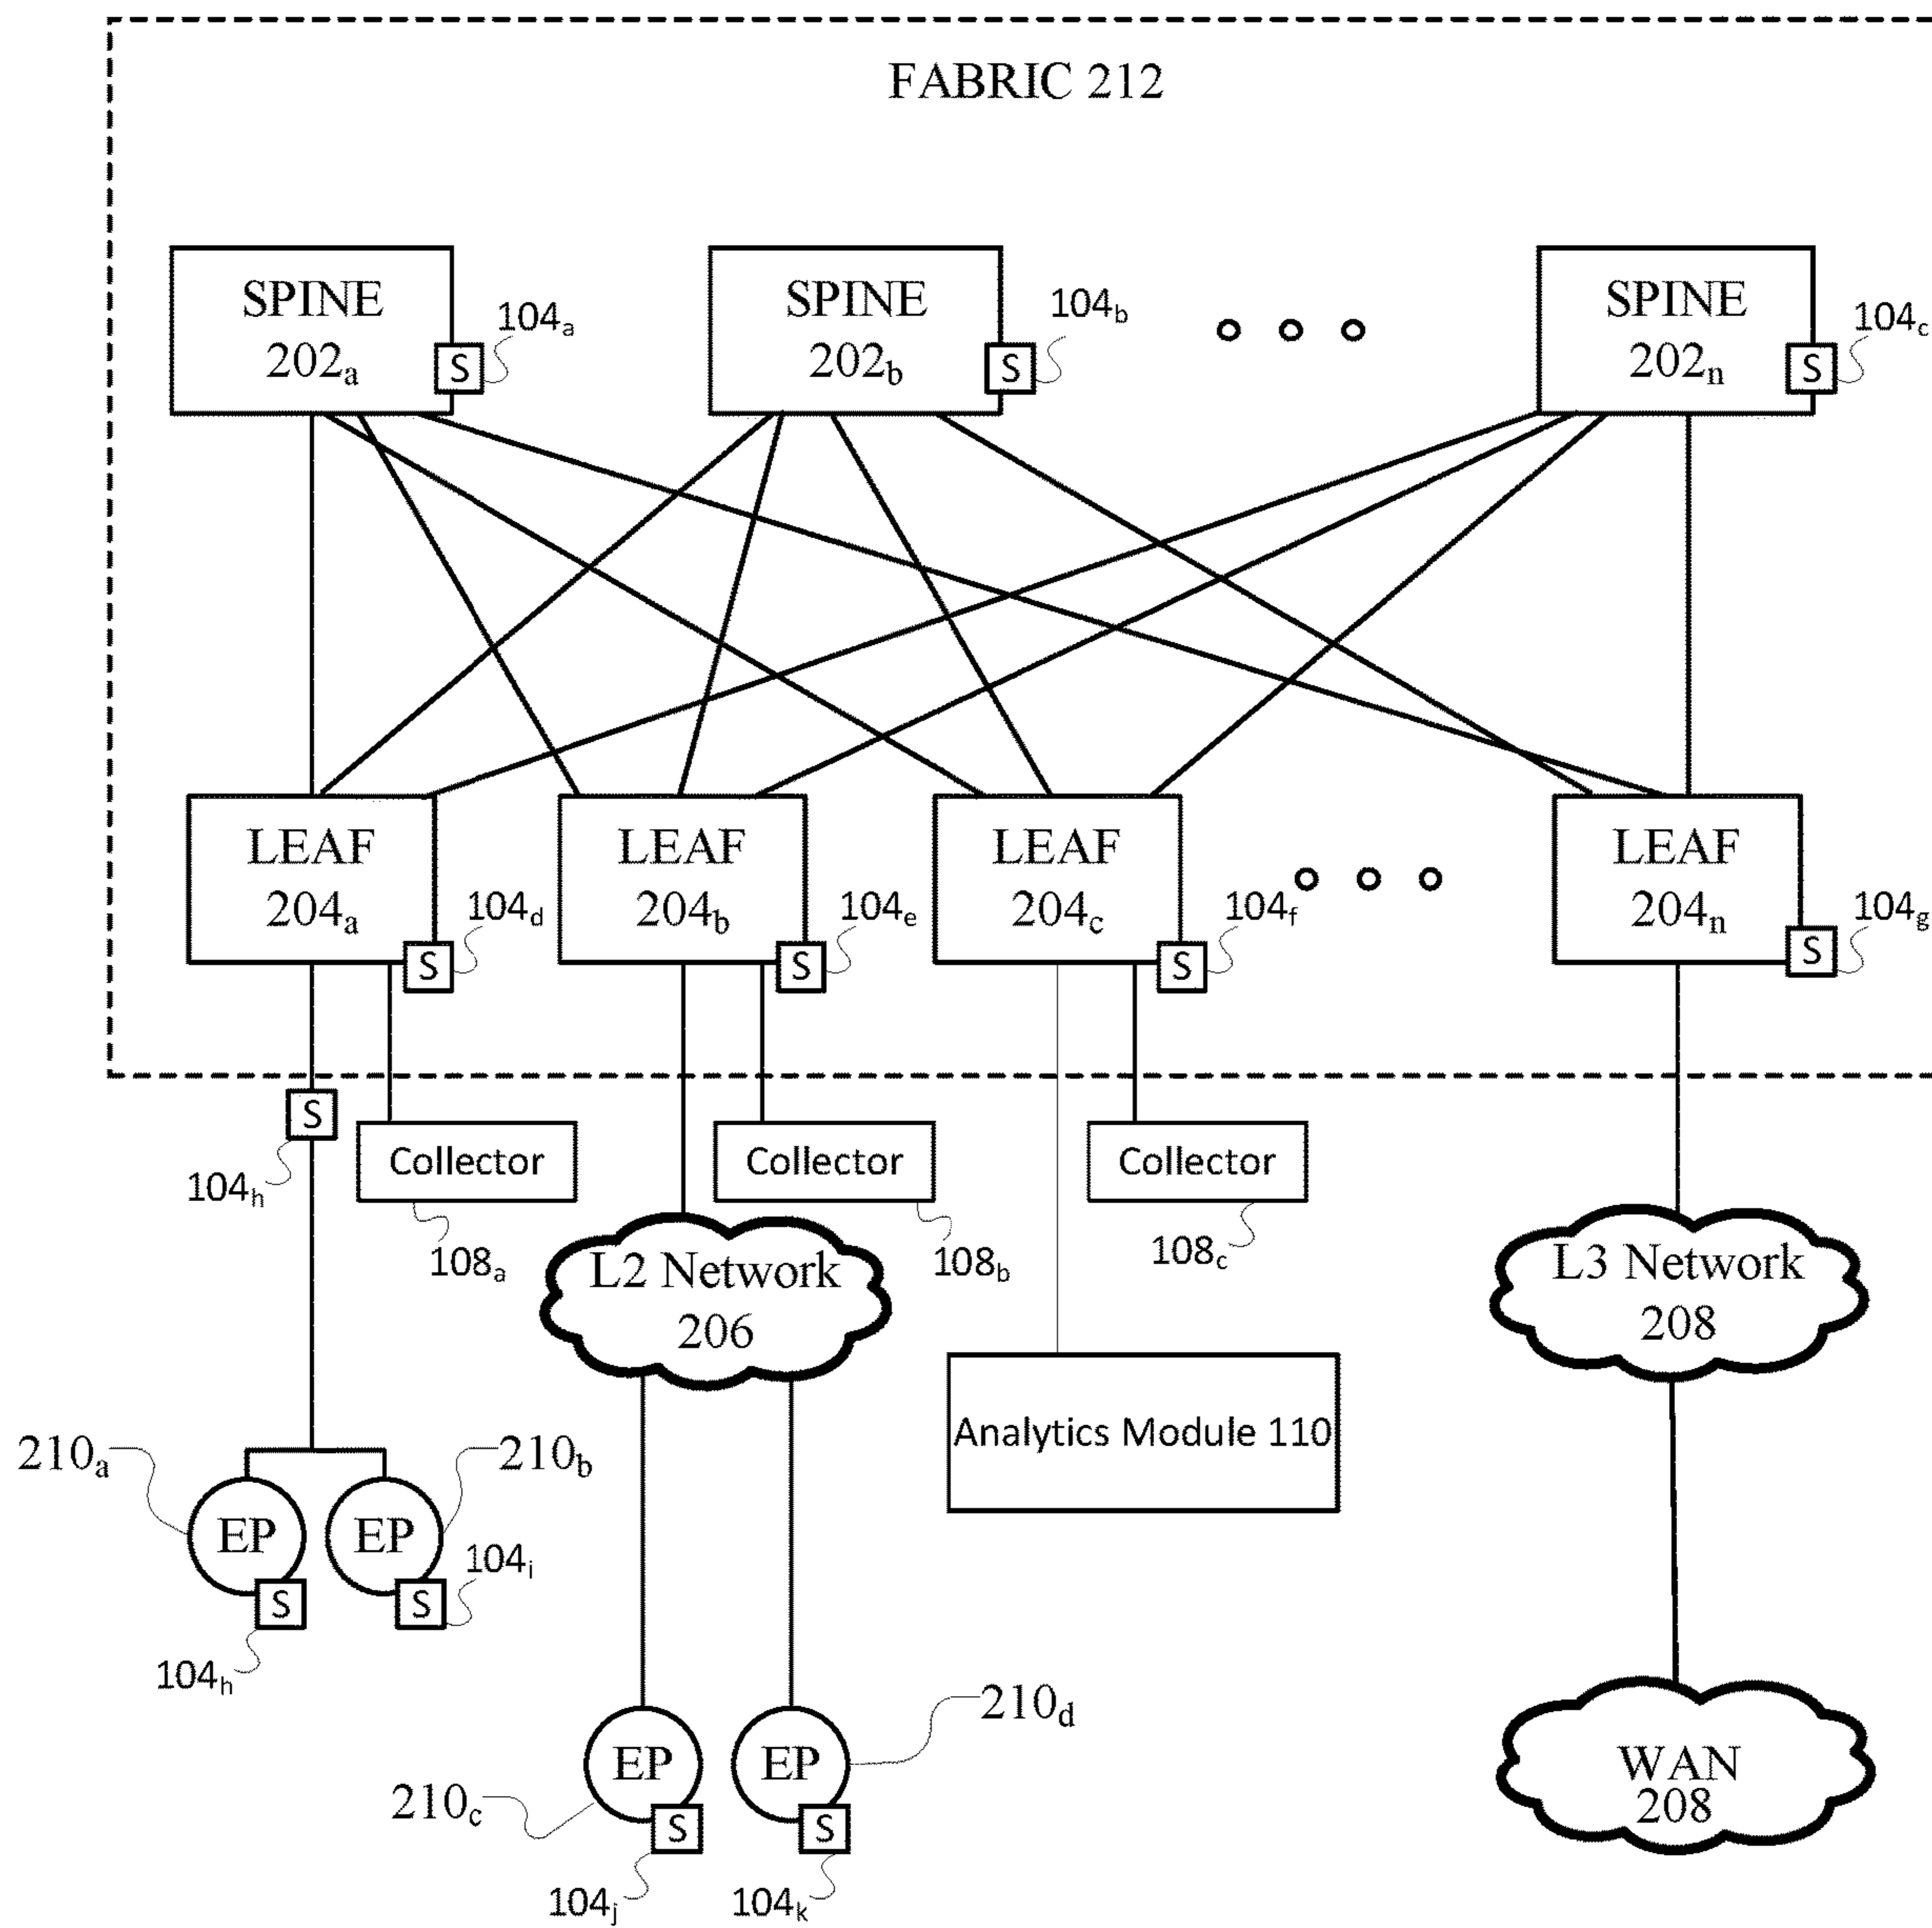 FABRIC 212
SPINE
202a
S
104a
SPINE
202b
S
104b
SPINE
202n
S
104c
LEAF
204a
S
104d
LEAF
204b
S
104e
LEAF
204c
S
104f
LEAF
204n
S
104g
S
104h
Collector
108a
Collector
108b
Collector
108c
L2 Network
206
L3 Network
208
Analytics Module 110
210a
EP
S
104h
210b
EP
S
104i
210c
EP
S
104j
210d
EP
S
104k
WAN
208